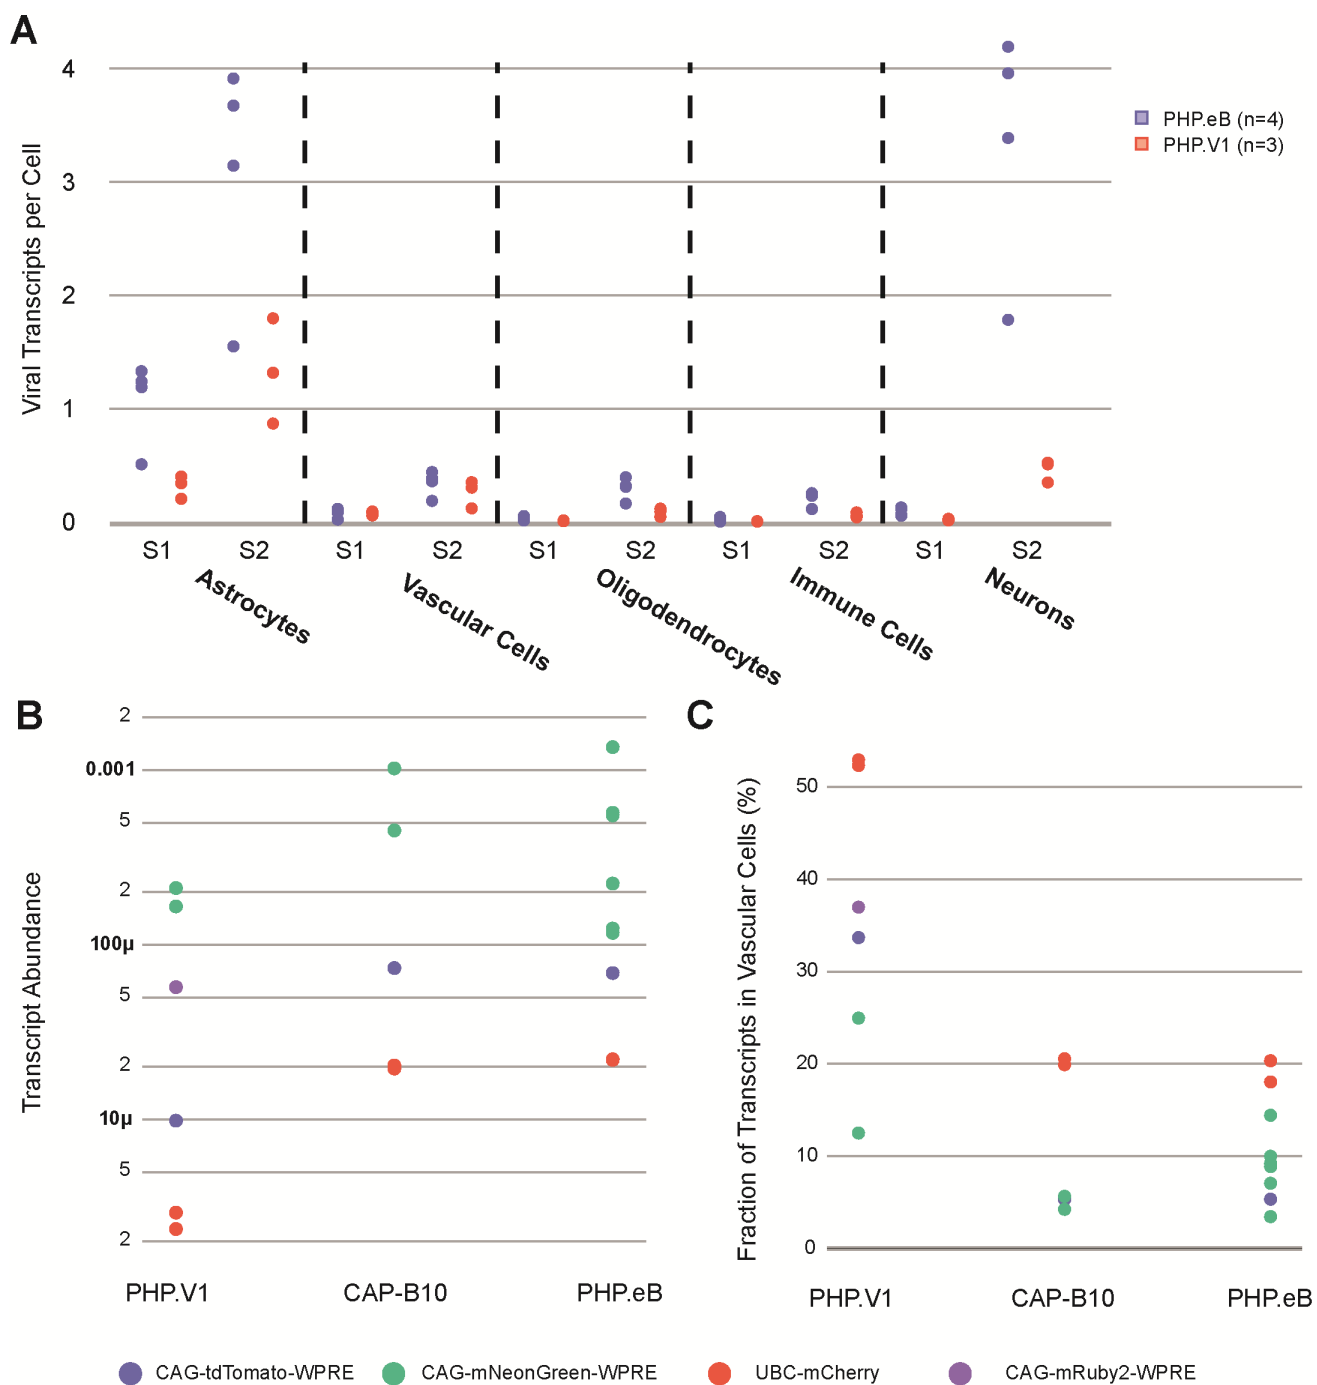 A
4
3
2
1
0
Viral Transcripts per Cell
PHP.eB (n=4)
PHP.V1 (n=3)
S1 S2 S1 S2 S1 S2 S1 S2 S1 S2
Astrocytes
Vascular Cells
Oligodendrocytes
Immune Cells
Neurons
B
2
0.001
5
2
100µ
5
2
10µ
5
2
Transcript Abundance
PHP.V1 CAP-B10 PHP.eB
C
50
40
30
20
10
0
Fraction of Transcripts in Vascular Cells (%)
PHP.V1 CAP-B10 PHP.eB
CAG-tdTomato-WPRE CAG-mNeonGreen-WPRE UBC-mCherry CAG-mRuby2-WPRE